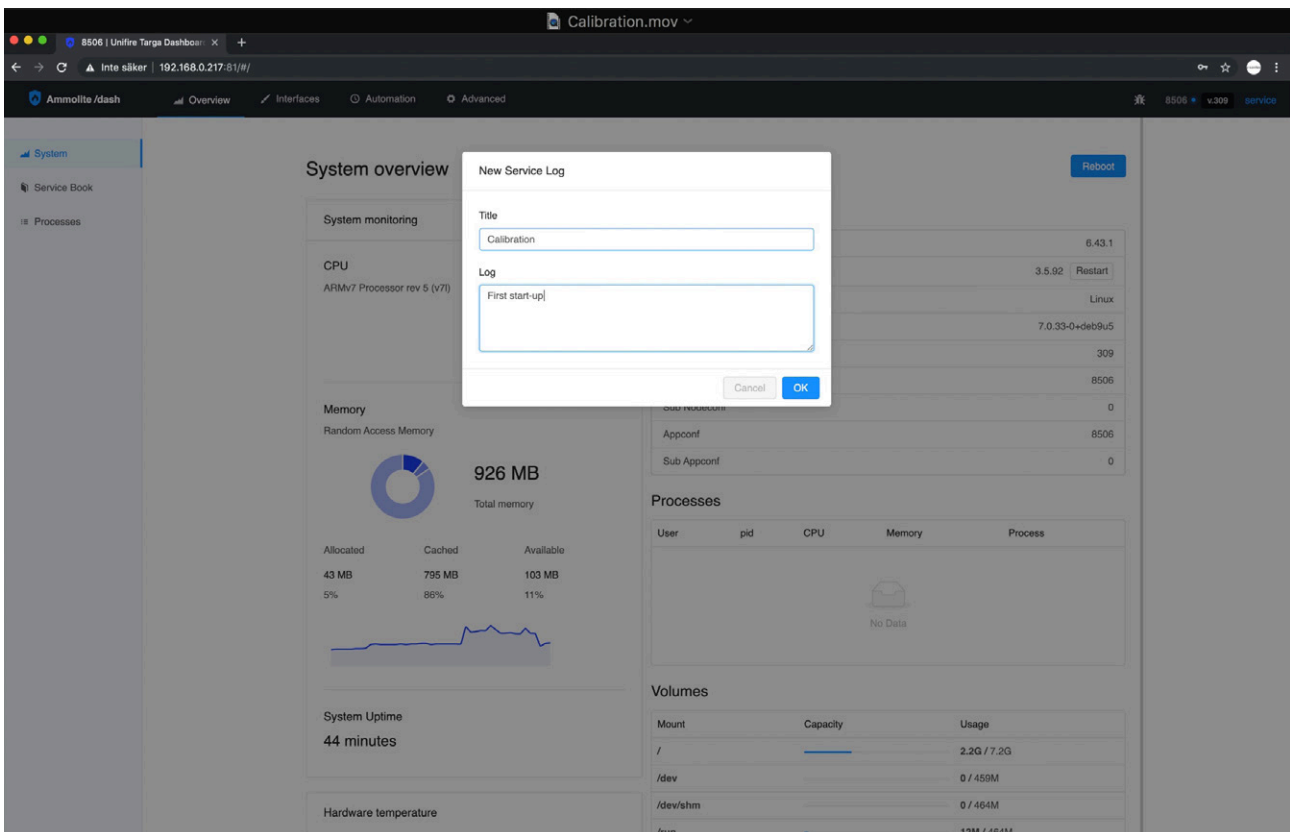 Calibration.mov
8506 | Unifire Targa Dashboar
Inte säker | 192.168.0.217:81/#/
Ammolite /dash Overview Interfaces Automation Advanced 8506 v.309 service
System
Service Book
Processes
System overview
Reboot
New Service Log
Title
Calibration
Log
First start-up
Cancel OK
System monitoring
CPU
ARMv7 Processor rev 5 (v7l)
Memory
Random Access Memory
926 MB
Total memory
Allocated Cached Available
43 MB 795 MB 103 MB
5% 86% 11%
System Uptime
44 minutes
Hardware temperature
6.43.1
3.5.92 Restart
Linux
7.0.33-0+deb9u5
309
8506
Sub Nodeconf 0
Appconf 8506
Sub Appconf 0
Processes
User pid CPU Memory Process
No Data
Volumes
Mount Capacity Usage
/ 2.2G / 7.2G
/dev 0 / 459M
/dev/shm 0 / 464M